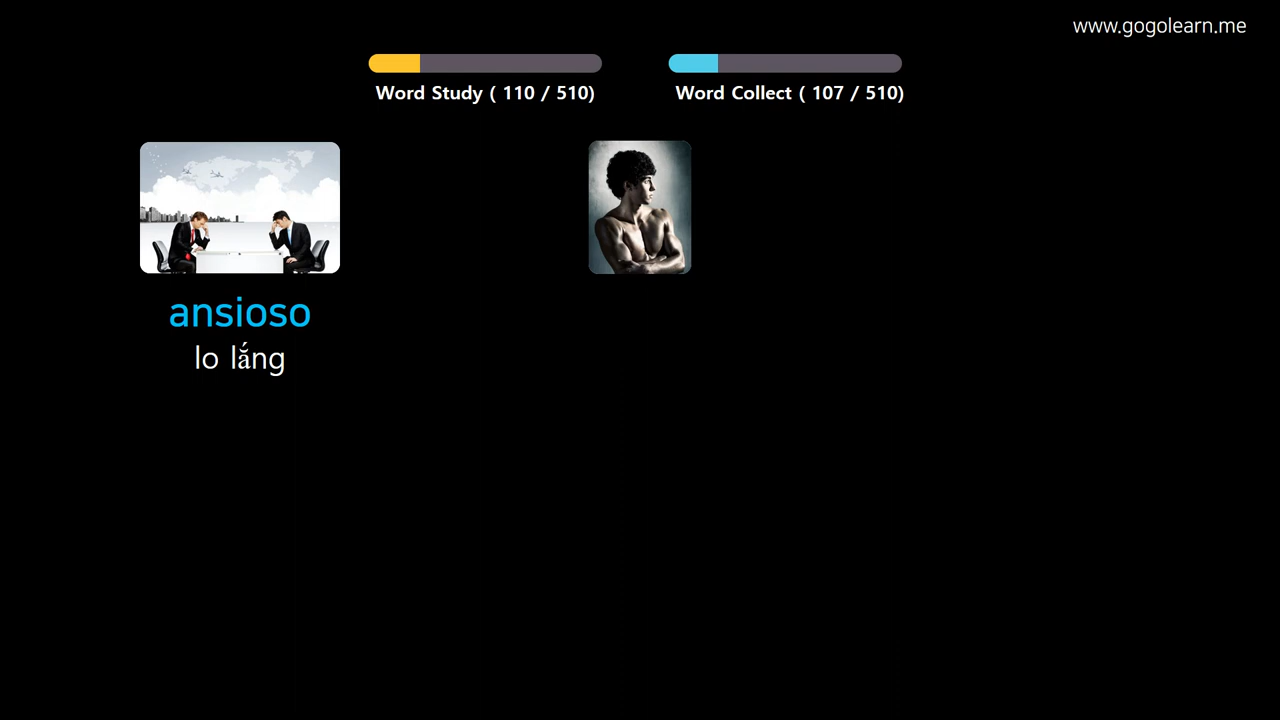 www.gogolearn.me
Word Study ( 110 / 510)
Word Collect ( 107 / 510)
ansioso
lo lắng